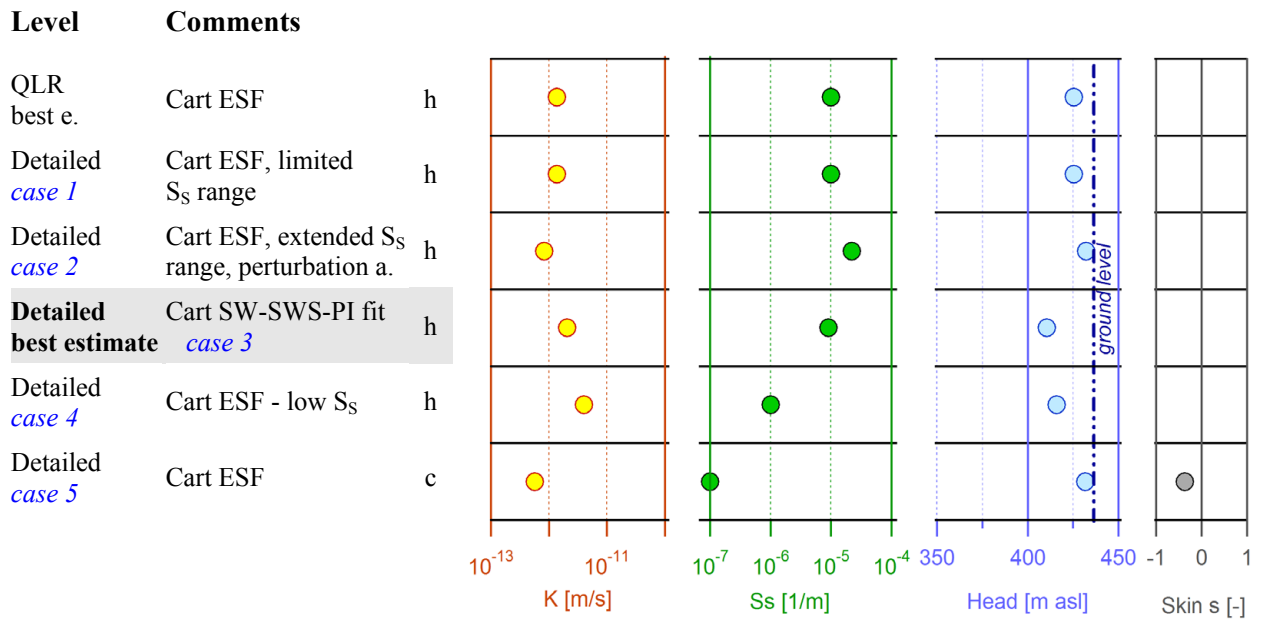 Level Comments
QLR
best e.
Cart ESF
h
Detailed
case 1
Cart ESF, limited
S_S range
h
Detailed
case 2
Cart ESF, extended S_S
range, perturbation a.
h
Detailed
best estimate
Cart SW-SWS-PI fit
case 3
h
Detailed
case 4
Cart ESF - low S_S
h
Detailed
case 5
Cart ESF
c
ground level
10^-13 10^-11
K [m/s]
10^-7 10^-6 10^-5 10^-4
Ss [1/m]
350 400 450
Head [m asl]
-1 0 1
Skin s [-]